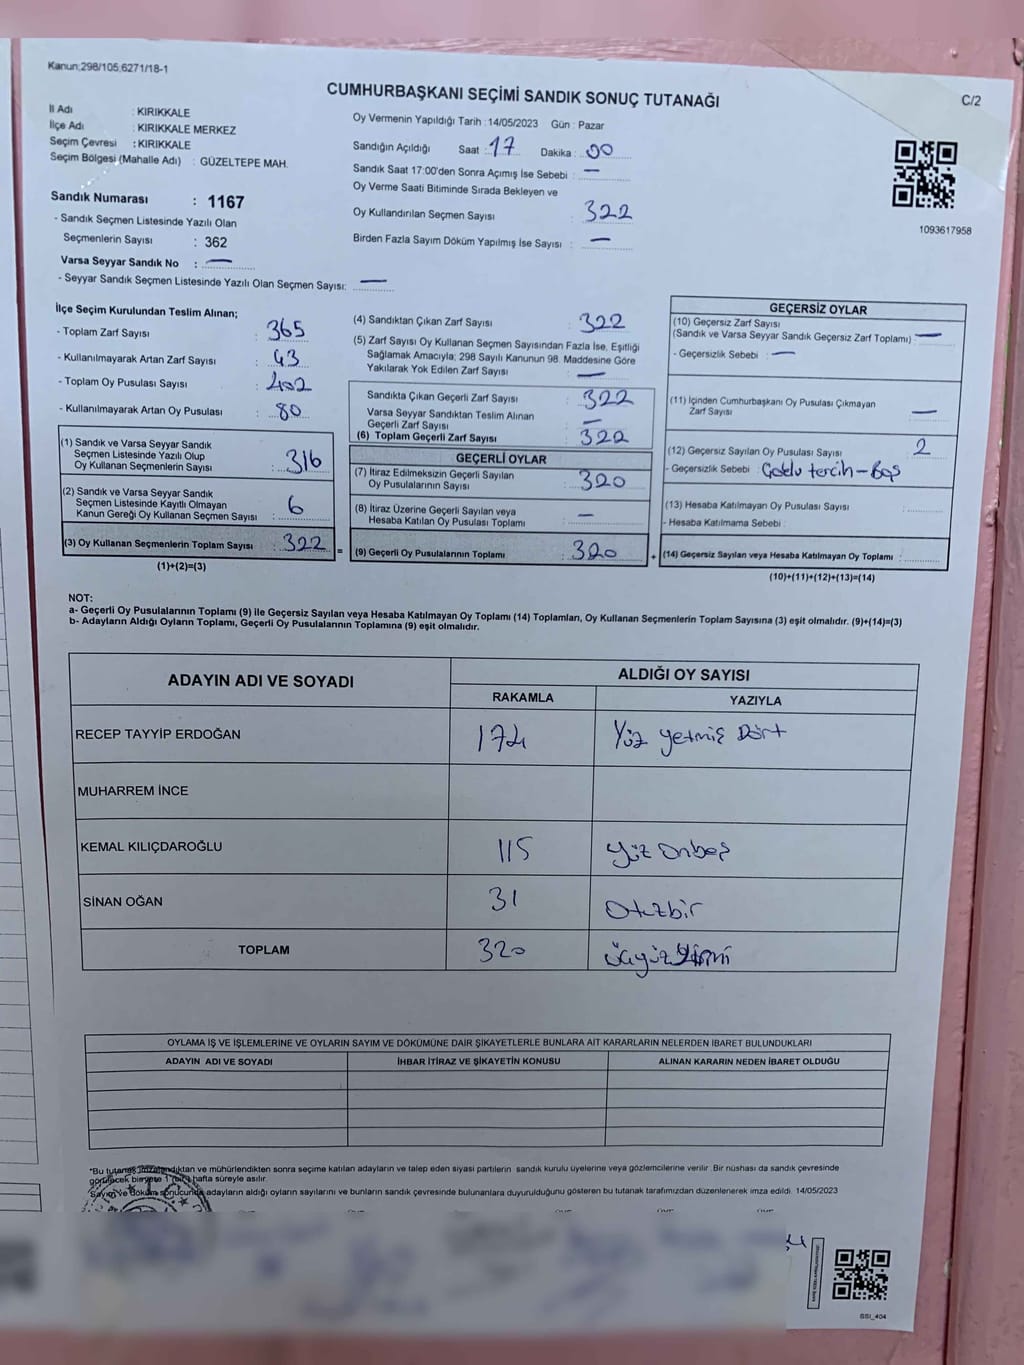 Kanun;298/105,6271/18-1
CUMHURBAŞKANI SEÇİMİ SANDIK SONUÇ TUTANAĞI
C/2
İl Adı : KIRIKKALE
İlçe Adı : KIRIKKALE MERKEZ
Seçim Çevresi : KIRIKKALE
Seçim Bölgesi (Mahalle Adı) : GÜZELTEPE MAH.
Sandık Numarası : 1167
- Sandık Seçmen Listesinde Yazılı Olan
Seçmenlerin Sayısı : 362
Varsa Seyyar Sandık No : —
- Seyyar Sandık Seçmen Listesinde Yazılı Olan Seçmen Sayısı: —
Oy Vermenin Yapıldığı Tarih : 14/05/2023 Gün : Pazar
Sandığın Açıldığı Saat : 17 Dakika : 00
Sandık Saat 17:00'den Sonra Açımış İse Sebebi : —
Oy Verme Saati Bitiminde Sırada Bekleyen ve
Oy Kullandırılan Seçmen Sayısı : 322
Birden Fazla Sayım Döküm Yapılmış İse Sayısı : —
1093617958
İlçe Seçim Kurulundan Teslim Alınan;
- Toplam Zarf Sayısı : 365
- Kullanılmayarak Artan Zarf Sayısı : 43
- Toplam Oy Pusulası Sayısı : 402
- Kullanılmayarak Artan Oy Pusulası : 80
(1) Sandık ve Varsa Seyyar Sandık
Seçmen Listesinde Yazılı Olup
Oy Kullanan Seçmenlerin Sayısı : 316
(2) Sandık ve Varsa Seyyar Sandık
Seçmen Listesinde Kayıtlı Olmayan
Kanun Gereği Oy Kullanan Seçmen Sayısı : 6
(3) Oy Kullanan Seçmenlerin Toplam Sayısı : 322 =
(1)+(2)=(3)
(4) Sandıktan Çıkan Zarf Sayısı : 322
(5) Zarf Sayısı Oy Kullanan Seçmen Sayısından Fazla İse, Eşitliği
Sağlamak Amacıyla; 298 Sayılı Kanunun 98. Maddesine Göre
Yakılarak Yok Edilen Zarf Sayısı : —
Sandıkta Çıkan Geçerli Zarf Sayısı : 322
Varsa Seyyar Sandıktan Teslim Alınan
Geçerli Zarf Sayısı : —
(6) Toplam Geçerli Zarf Sayısı : 322
GEÇERLİ OYLAR
(7) İtiraz Edilmeksizin Geçerli Sayılan
Oy Pusulalarının Sayısı : 320
(8) İtiraz Üzerine Geçerli Sayılan veya
Hesaba Katılan Oy Pusulası Toplamı : —
(9) Geçerli Oy Pusulalarının Toplamı : 320 +
GEÇERSİZ OYLAR
(10) Geçersiz Zarf Sayısı
(Sandık ve Varsa Seyyar Sandık Geçersiz Zarf Toplamı) : —
- Geçersizlik Sebebi : —
(11) İçinden Cumhurbaşkanı Oy Pusulası Çıkmayan
Zarf Sayısı : —
(12) Geçersiz Sayılan Oy Pusulası Sayısı : 2
- Geçersizlik Sebebi : tercih - Boş
(13) Hesaba Katılmayan Oy Pusulası Sayısı :
- Hesaba Katılmama Sebebi :
(14) Geçersiz Sayılan veya Hesaba Katılmayan Oy Toplamı :
(10)+(11)+(12)+(13)=(14)
NOT:
a- Geçerli Oy Pusulalarının Toplamı (9) ile Geçersiz Sayılan veya Hesaba Katılmayan Oy Toplamı (14) Toplamları, Oy Kullanan Seçmenlerin Toplam Sayısına (3) eşit olmalıdır. (9)+(14)=(3)
b- Adayların Aldığı Oyların Toplamı, Geçerli Oy Pusulalarının Toplamına (9) eşit olmalıdır.
ADAYIN ADI VE SOYADI
ALDIĞI OY SAYISI
RAKAMLA YAZIYLA
RECEP TAYYİP ERDOĞAN 174 Yüz yetmiş Dört
MUHARREM İNCE
KEMAL KILIÇDAROĞLU 115 yüz Onbeş
SİNAN OĞAN 31 Otuzbir
TOPLAM 320 üçyüz Yirmi
OYLAMA İŞ VE İŞLEMLERİNE VE OYLARIN SAYIM VE DÖKÜMÜNE DAİR ŞİKAYETLERLE BUNLARA AİT KARARLARIN NELERDEN İBARET BULUNDUKLARI
ADAYIN ADI VE SOYADI İHBAR İTİRAZ VE ŞİKAYETİN KONUSU ALINAN KARARIN NEDEN İBARET OLDUĞU
*Bu tutanak imzalandıktan ve mühürlendikten sonra seçime katılan adayların ve talep eden siyasi partilerin sandık kurulu üyelerine veya gözlemcilerine verilir. Bir nüshası da sandık çevresinde
görülecek bir yere 1 hafta süreyle asılır.
Sayım ve döküm sonucunda adayların aldığı oyların sayılarını ve bunların sandık çevresinde bulunanlara duyurulduğunu gösteren bu tutanak tarafımızdan düzenlenerek imza edildi. 14/05/2023
SSI_404